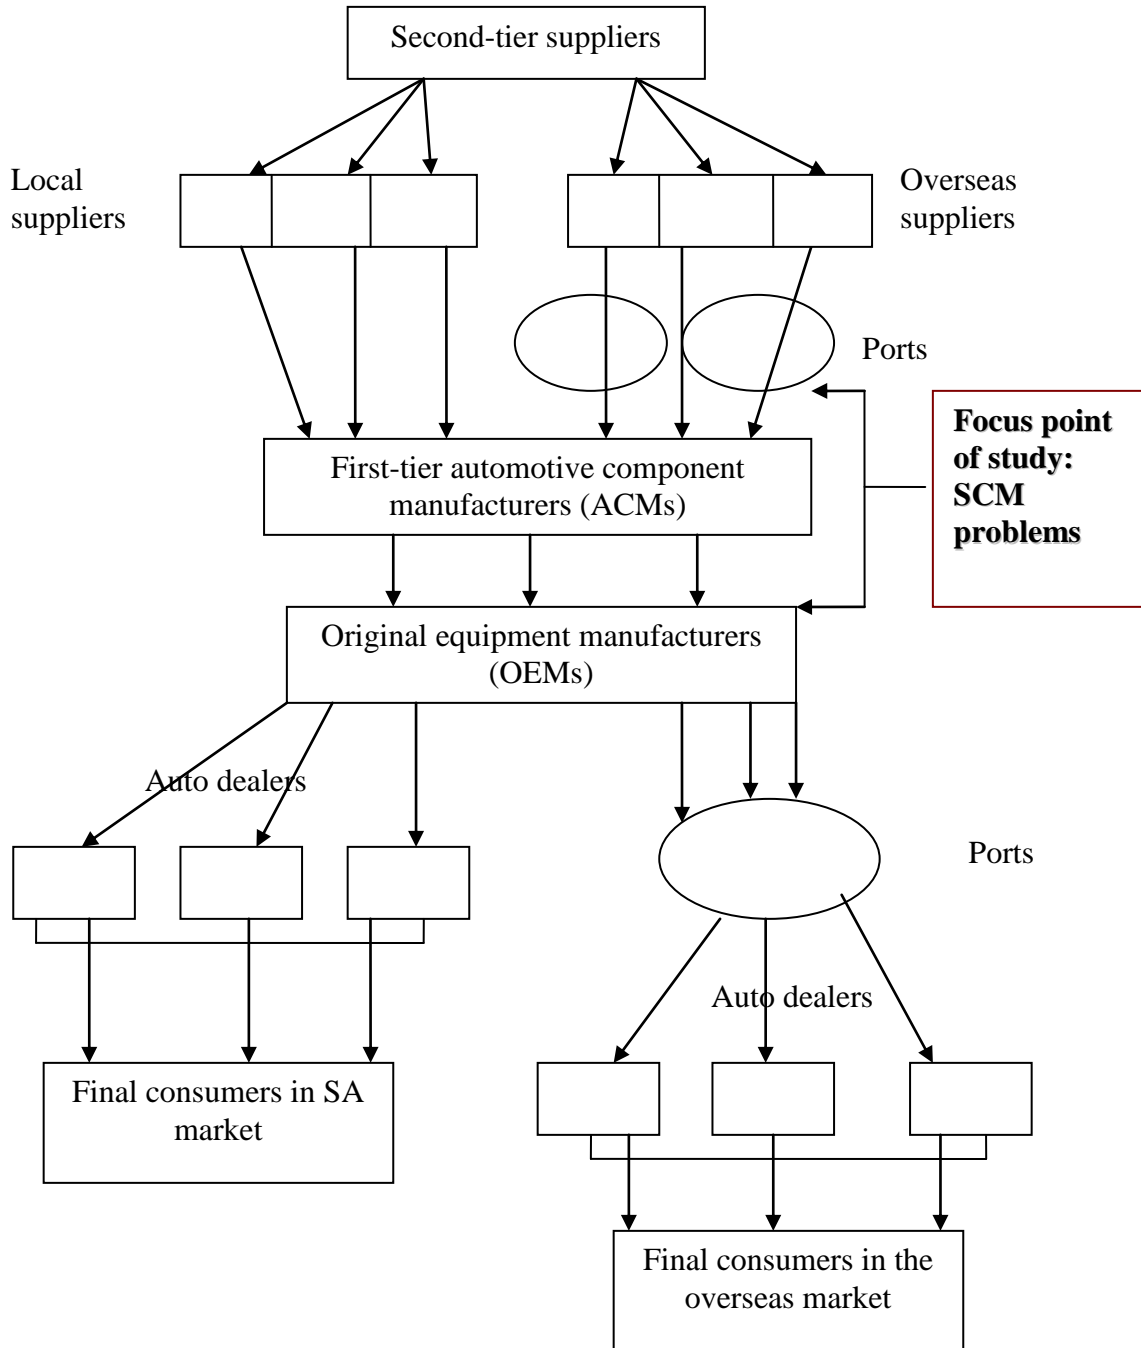 Second-tier suppliers
Local
suppliers
Overseas
suppliers
Ports
Focus point
of study:
SCM
problems
First-tier automotive component
manufacturers (ACMs)
Original equipment manufacturers
(OEMs)
Auto dealers
Ports
Auto dealers
Final consumers in SA
market
Final consumers in the
overseas market